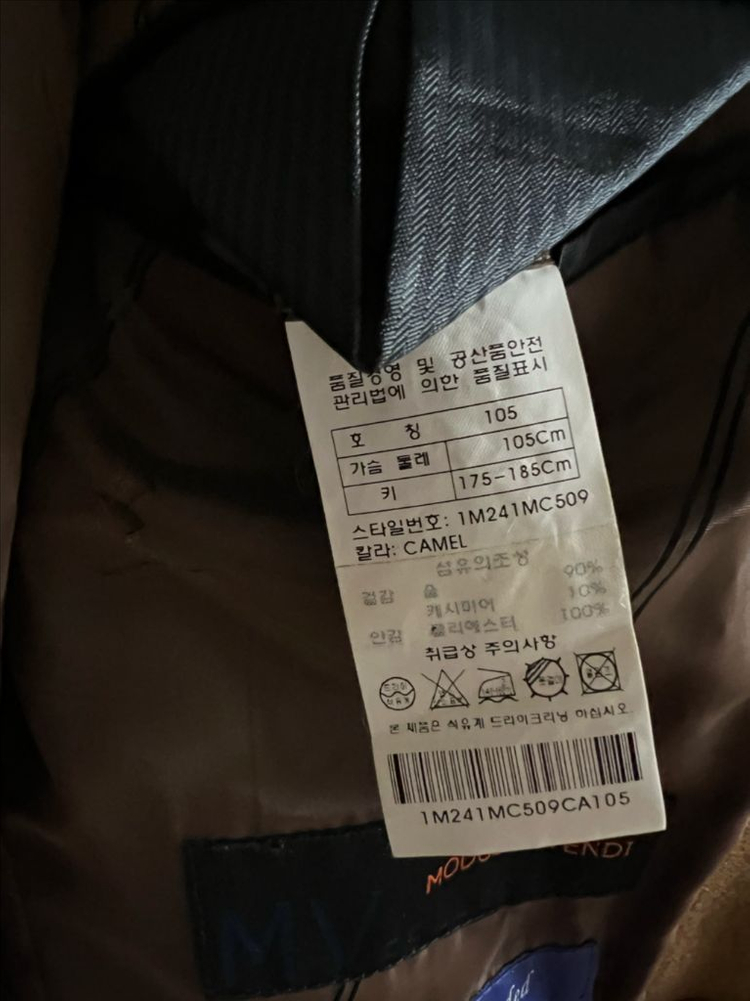 품질경영 및 공산품안전
관리법에 의한 품질표시
호 칭 105
가슴 둘레 105Cm
키 175-185Cm
스타일번호: 1M241MC509
칼라: CAMEL
섬유의조성
겉감 울 90%
캐시미어 10%
안감 폴리에스터 100%
취급상 주의사항
본 제품은 석유계 드라이크리닝 하십시오
1M241MC509CA105